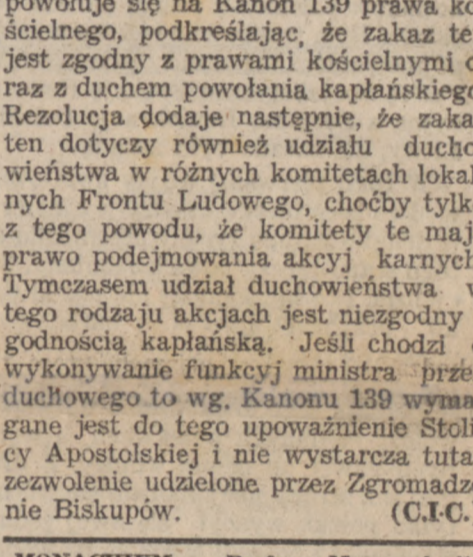 powołuje się na Kanon 139 prawa ko
ścielnego, podkreślając, że zakaz te
jest zgodny z prawami kościelnymi o
raz z duchem powołania kapłańskieg
Rezolucja dodaje następnie, że zaka
ten dotyczy również udziału ducho
wieństwa w różnych komitetach lokal
nych Frontu Ludowego, choćby tylk
z tego powodu, że komitety te maj
prawo podejmowania akcyj karnych
Tymczasem udział duchowieństwa w
tego rodzaju akcjach jest niezgodny
godnością kapłańską. Jeśli chodzi
wykonywanie funkcyj ministra prze
duchowego to wg. Kanonu 139 wyma
gane jest do tego upoważnienie Stoli
cy Apostolskiej i nie wystarcza tuta
zezwolenie udzielone przez Zgromadze
nie Biskupów. (C.I.C.